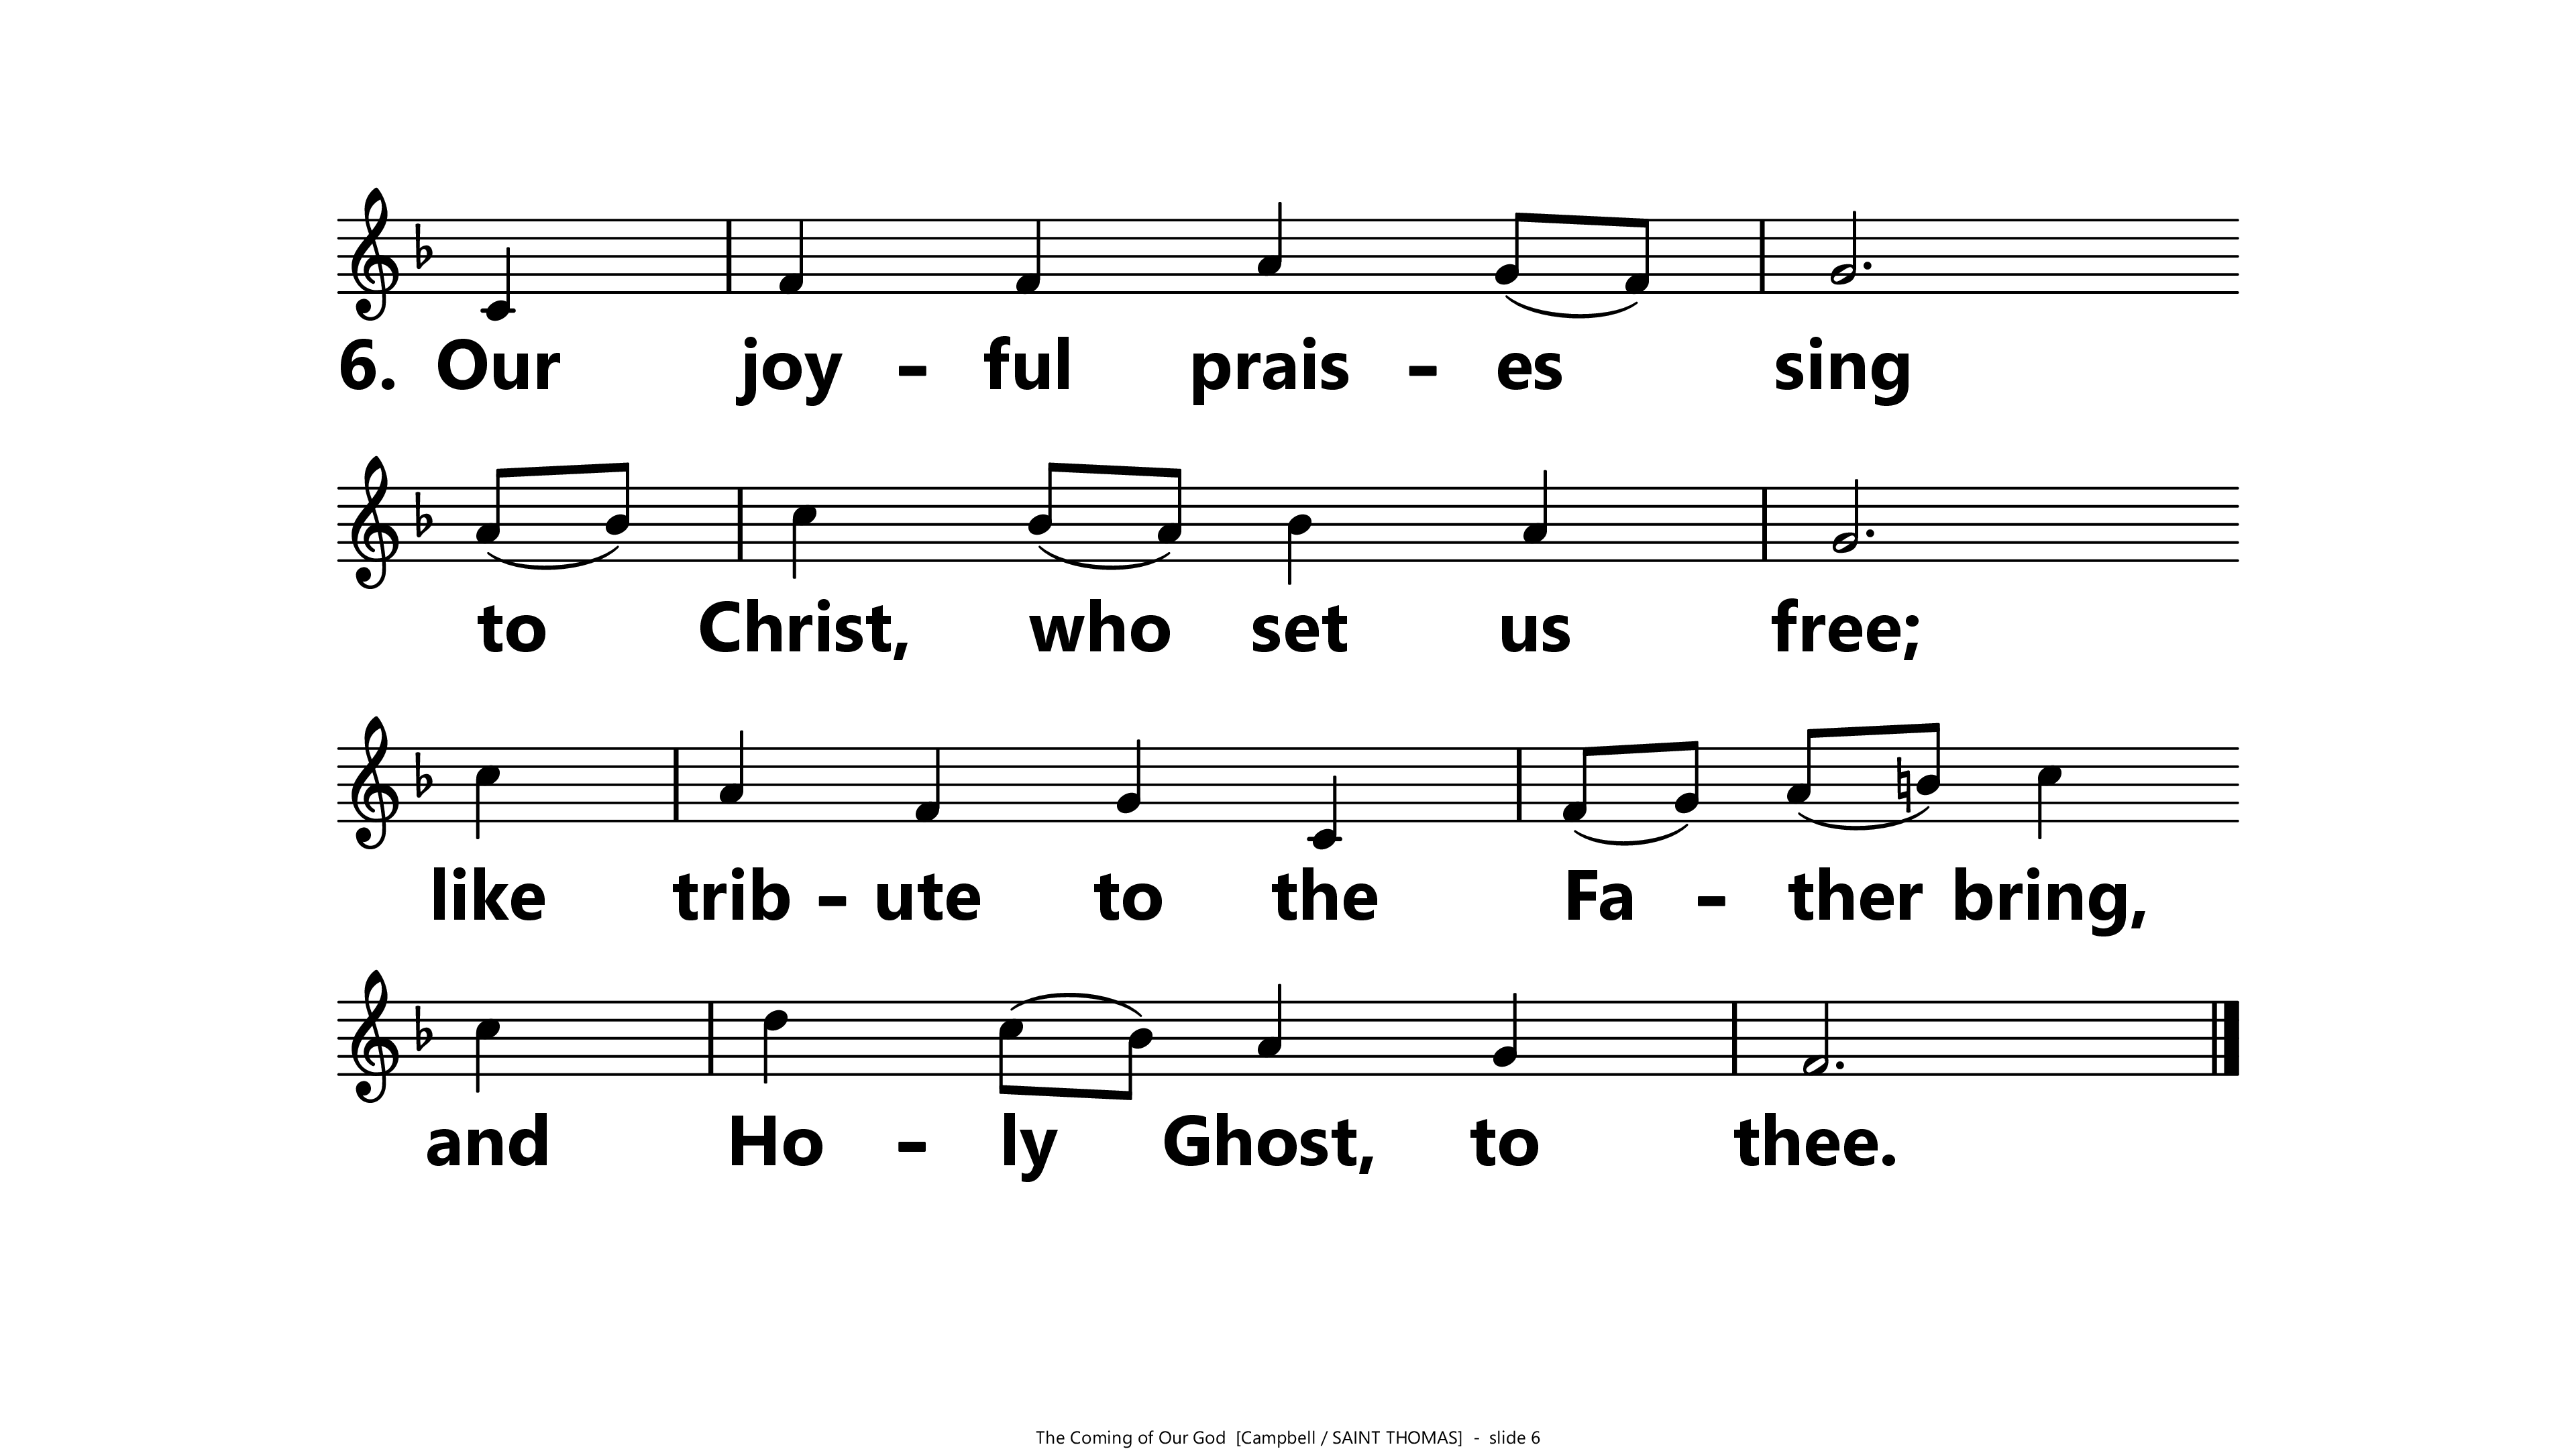 6. Our joy - ful prais - es sing
to Christ, who set us free;
like trib - ute to the Fa - ther bring,
and Ho - ly Ghost, to thee.
The Coming of Our God [Campbell / SAINT THOMAS] - slide 6